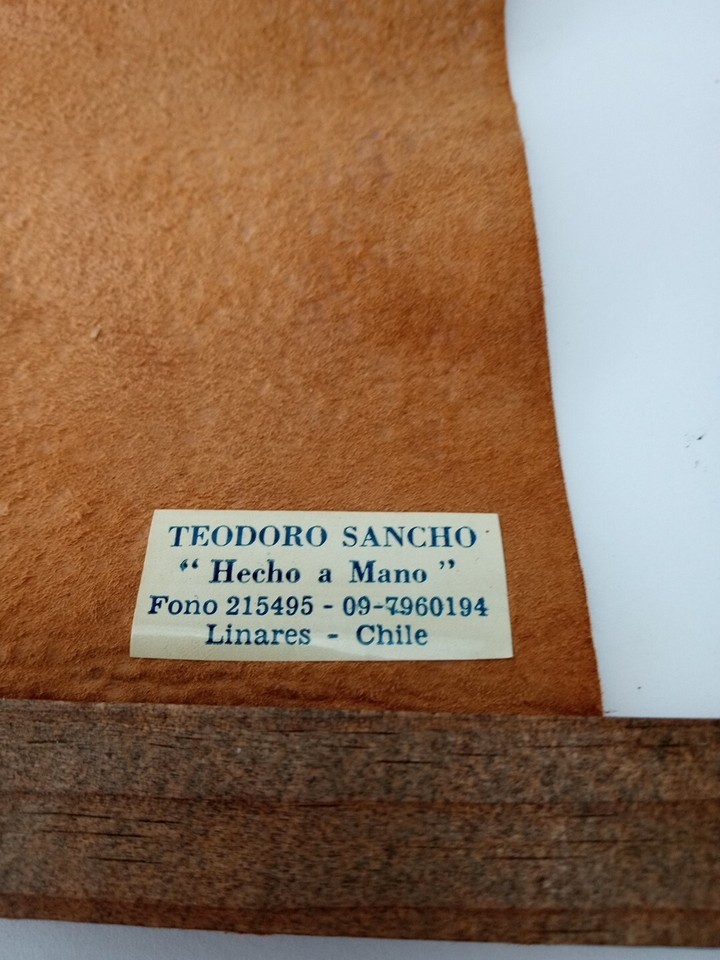 TEODORO SANCHO
“ Hecho a Mano ”
Fono 215495 - 09-7960194
Linares - Chile